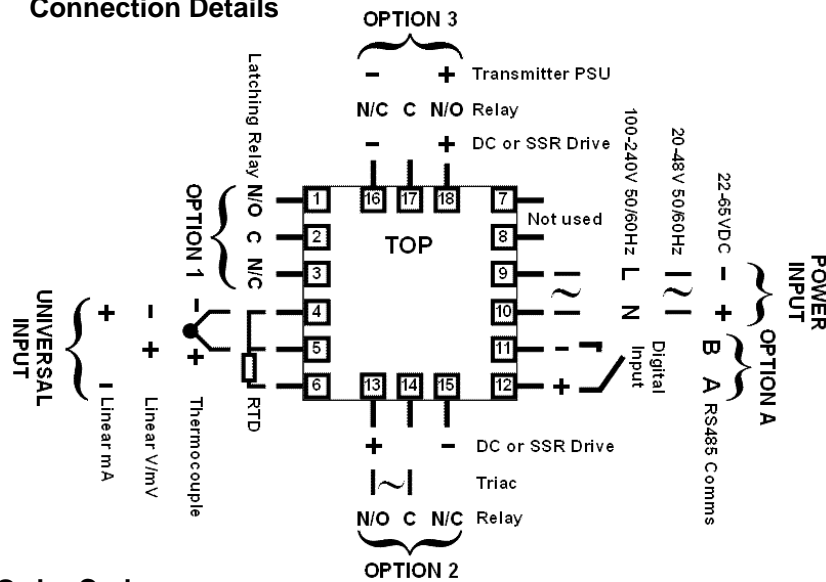 Connection Details
OPTION 3
- + Transmitter PSU
N/C C N/O Relay
- + DC or SSR Drive
Latching Relay
OPTION 1
N/O C N/C
1
2
3
4
5
6
16 17 18
TOP
7
8
9
10
11
12
13 14 15
Not used
~
L N
100-240V 50/60Hz
~
20-48V 50/60Hz
- +
22-65VDC
POWER
INPUT
- +
Digital
Input
B A
RS485 Comms
OPTION A
UNIVERSAL
INPUT
+ -
Linear mA
- +
Linear V/mV
- +
Thermocouple
RTD
+ - DC or SSR Drive
~ Triac
N/O C N/C Relay
OPTION 2